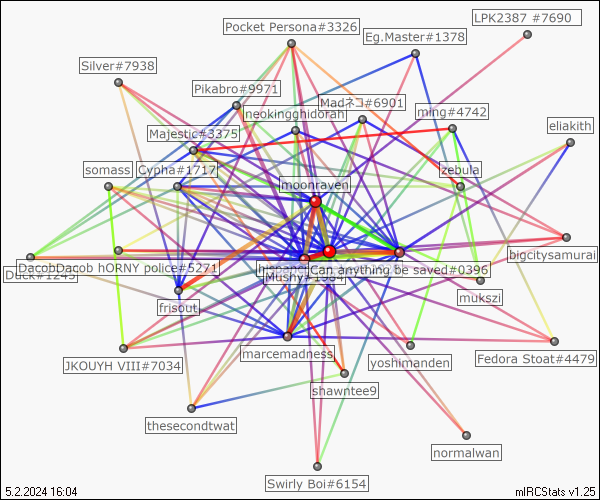 LPK2387 #7690
Pocket Persona#3326
Eg.Master#1378
Silver#7938
Pikabro#9971
Madネコ#6901
neokingghidorah
ming#4742
eliakith
Majestic#3375
somass
Cypha#1717
zebula
moonraven
bigcitysamurai
DacobDacob hORNY police#5271
Can anything be saved#0396
Duck#1245
Mushy#1984
mukszi
frisout
marcemadness
JKOUYH VIII#7034
yoshimanden
Fedora Stoat#4479
shawntee9
thesecondtwat
normalwan
Swirly Boi#6154
5.2.2024 16:04
mIRCStats v1.25